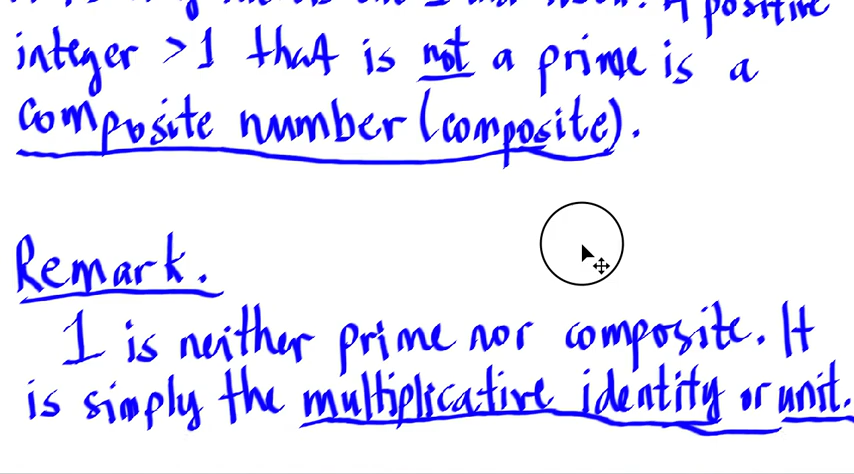 A positive
integer > 1 that is not a prime is a
composite number (composite).
Remark.
1 is neither prime nor composite. It
is simply the multiplicative identity or unit.